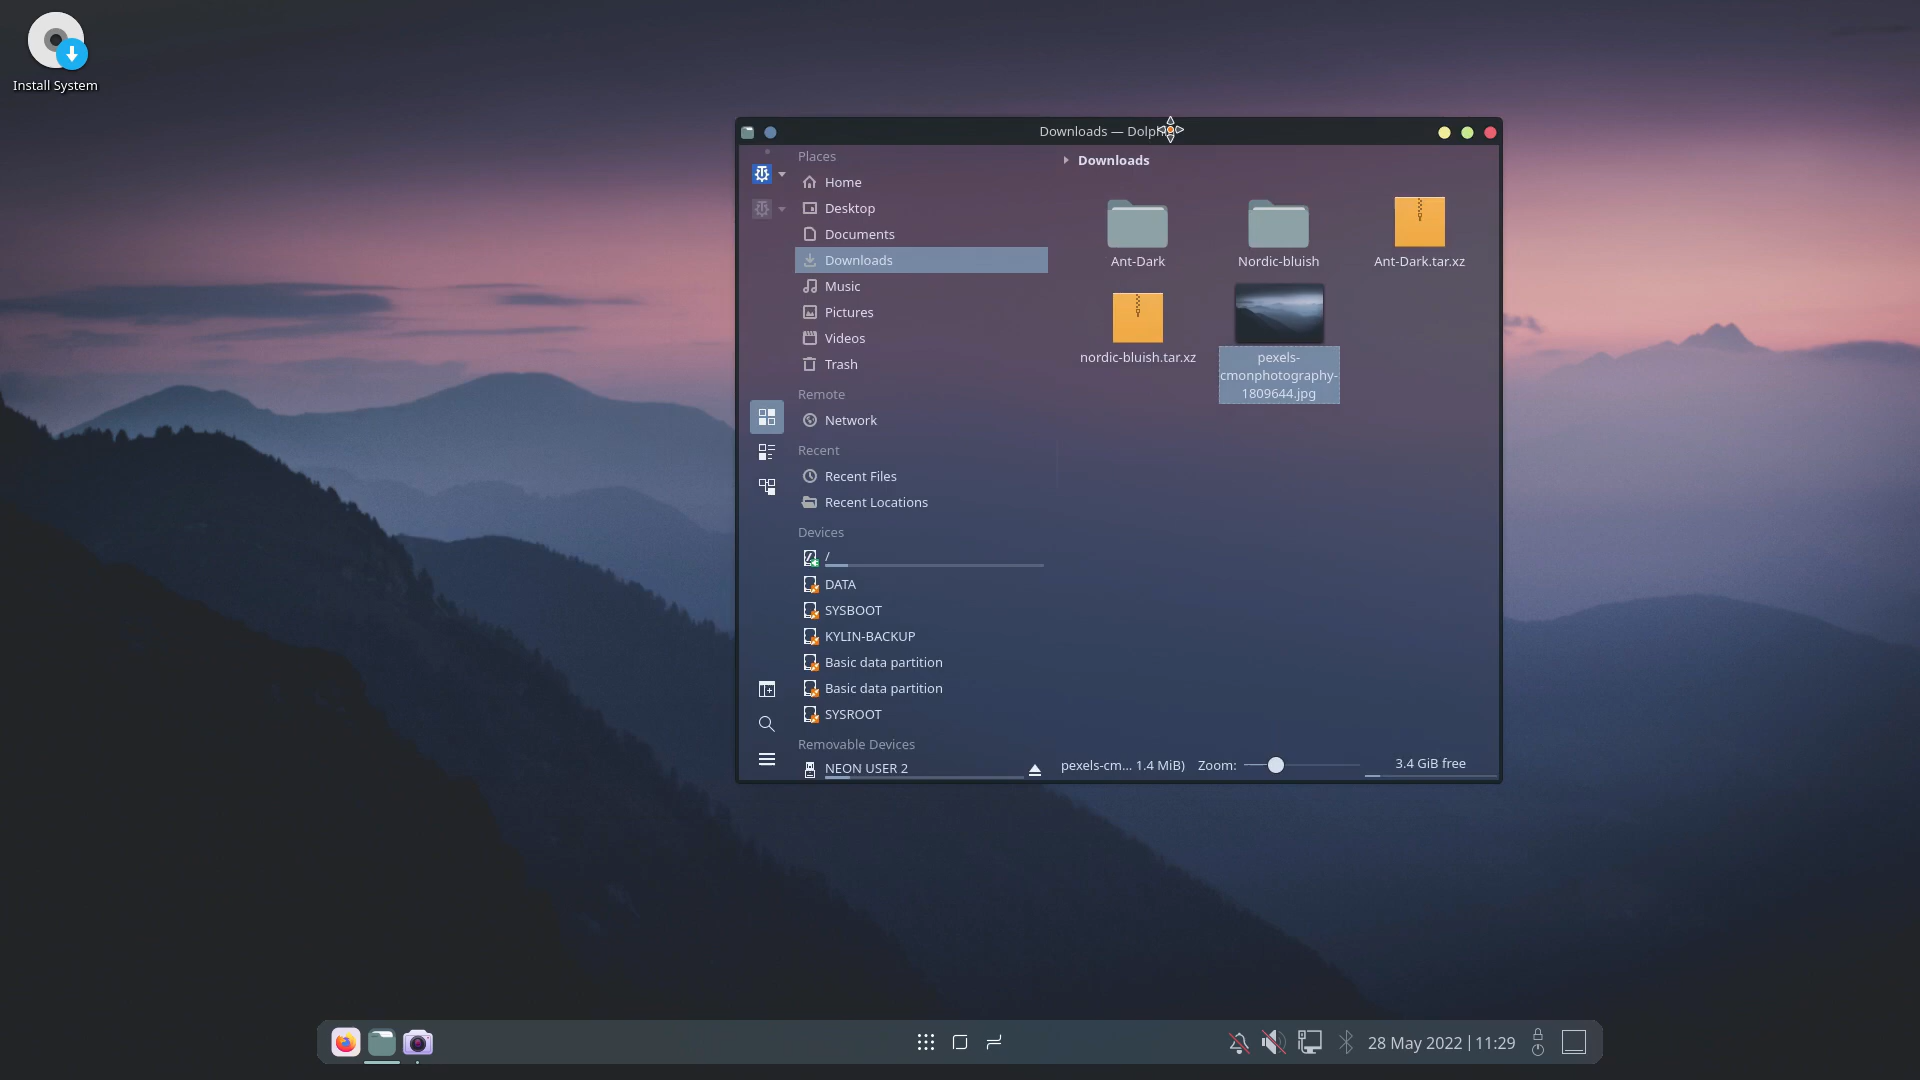 Install System
Downloads — Dolph
Places
Home
Desktop
Documents
Downloads
Music
Pictures
Videos
Trash
Remote
Network
Recent
Recent Files
Recent Locations
Devices
/
DATA
SYSBOOT
KYLIN-BACKUP
Basic data partition
Basic data partition
SYSROOT
Removable Devices
NEON USER 2
Downloads
Ant-Dark
Nordic-bluish
Ant-Dark.tar.xz
nordic-bluish.tar.xz
pexels-
cmonphotography-
1809644.jpg
pexels-cm... 1.4 MiB)
Zoom:
3.4 GiB free
28 May 2022 | 11:29